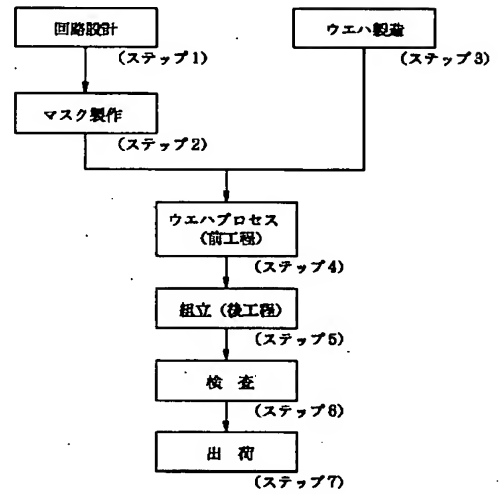 回路設計
(ステップ1)
ウエハ製造
(ステップ3)
マスク製作
(ステップ2)
ウエハプロセス
(前工程)
(ステップ4)
組立(後工程)
(ステップ5)
検 査
(ステップ6)
出 荷
(ステップ7)